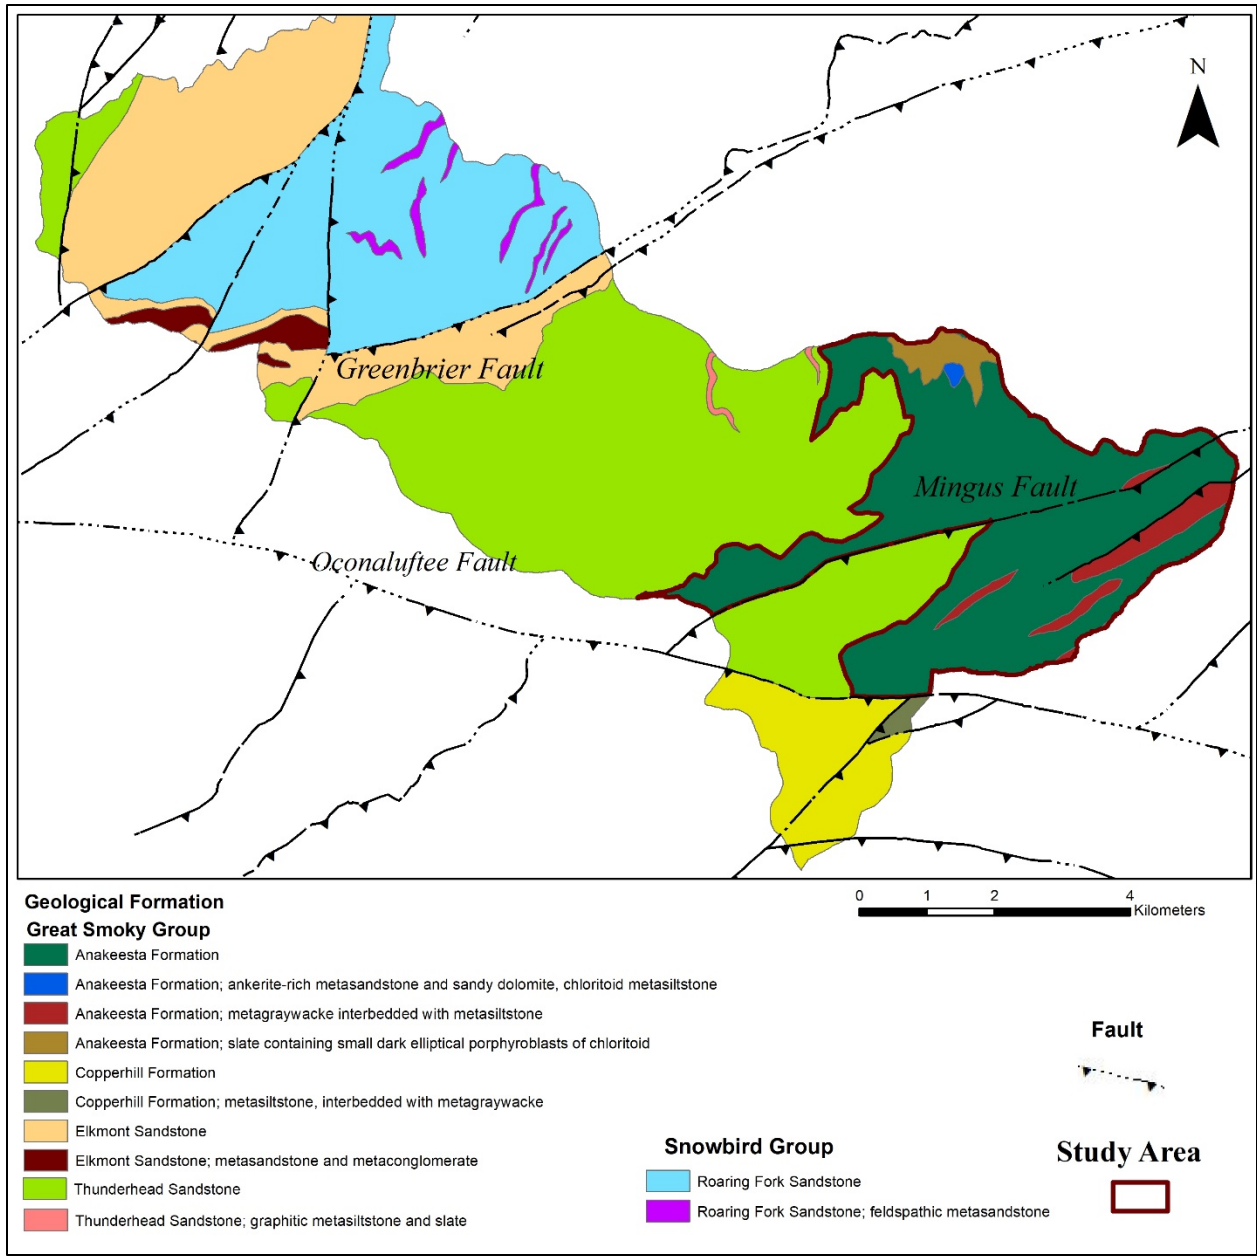 N
Greenbrier Fault
Mingus Fault
Oconaluftee Fault
Geological Formation
Great Smoky Group
Anakeesta Formation
Anakeesta Formation; ankerite-rich metasandstone and sandy dolomite, chloritoid metasiltstone
Anakeesta Formation; metagraywacke interbedded with metasiltstone
Anakeesta Formation; slate containing small dark elliptical porphyroblasts of chloritoid
Copperhill Formation
Copperhill Formation; metasiltstone, interbedded with metagraywacke
Elkmont Sandstone
Elkmont Sandstone; metasandstone and metaconglomerate
Thunderhead Sandstone
Thunderhead Sandstone; graphitic metasiltstone and slate
0 1 2 4
Kilometers
Fault
Snowbird Group
Roaring Fork Sandstone
Roaring Fork Sandstone; feldspathic metasandstone
Study Area